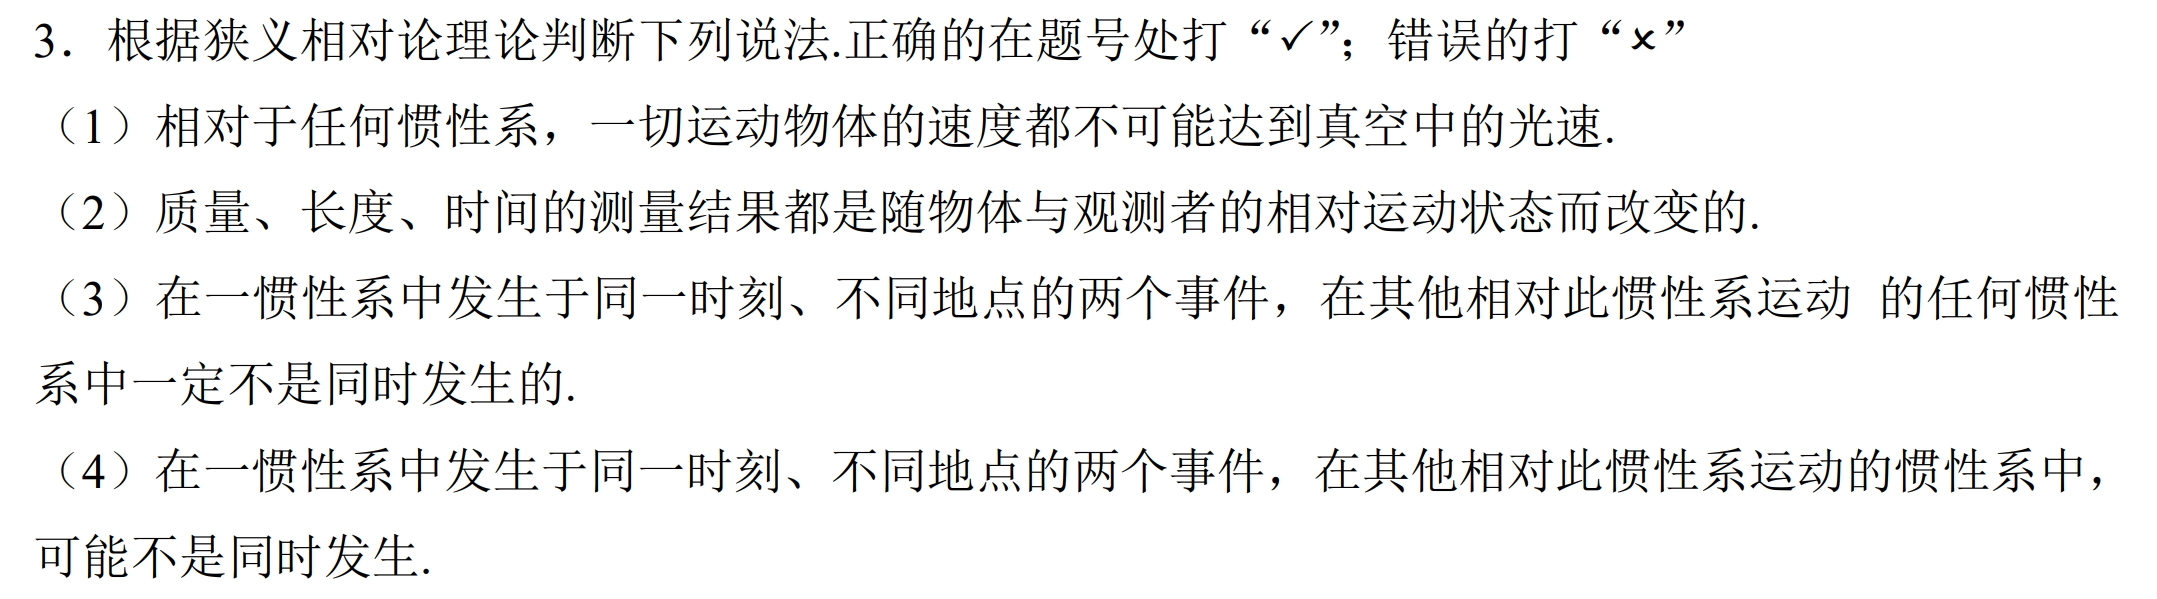 3．根据狭义相对论理论判断下列说法.正确的在题号处打“✓”；错误的打“×”
（1）相对于任何惯性系，一切运动物体的速度都不可能达到真空中的光速.
（2）质量、长度、时间的测量结果都是随物体与观测者的相对运动状态而改变的.
（3）在一惯性系中发生于同一时刻、不同地点的两个事件，在其他相对此惯性系运动 的任何惯性
系中一定不是同时发生的.
（4）在一惯性系中发生于同一时刻、不同地点的两个事件，在其他相对此惯性系运动的惯性系中，
可能不是同时发生.